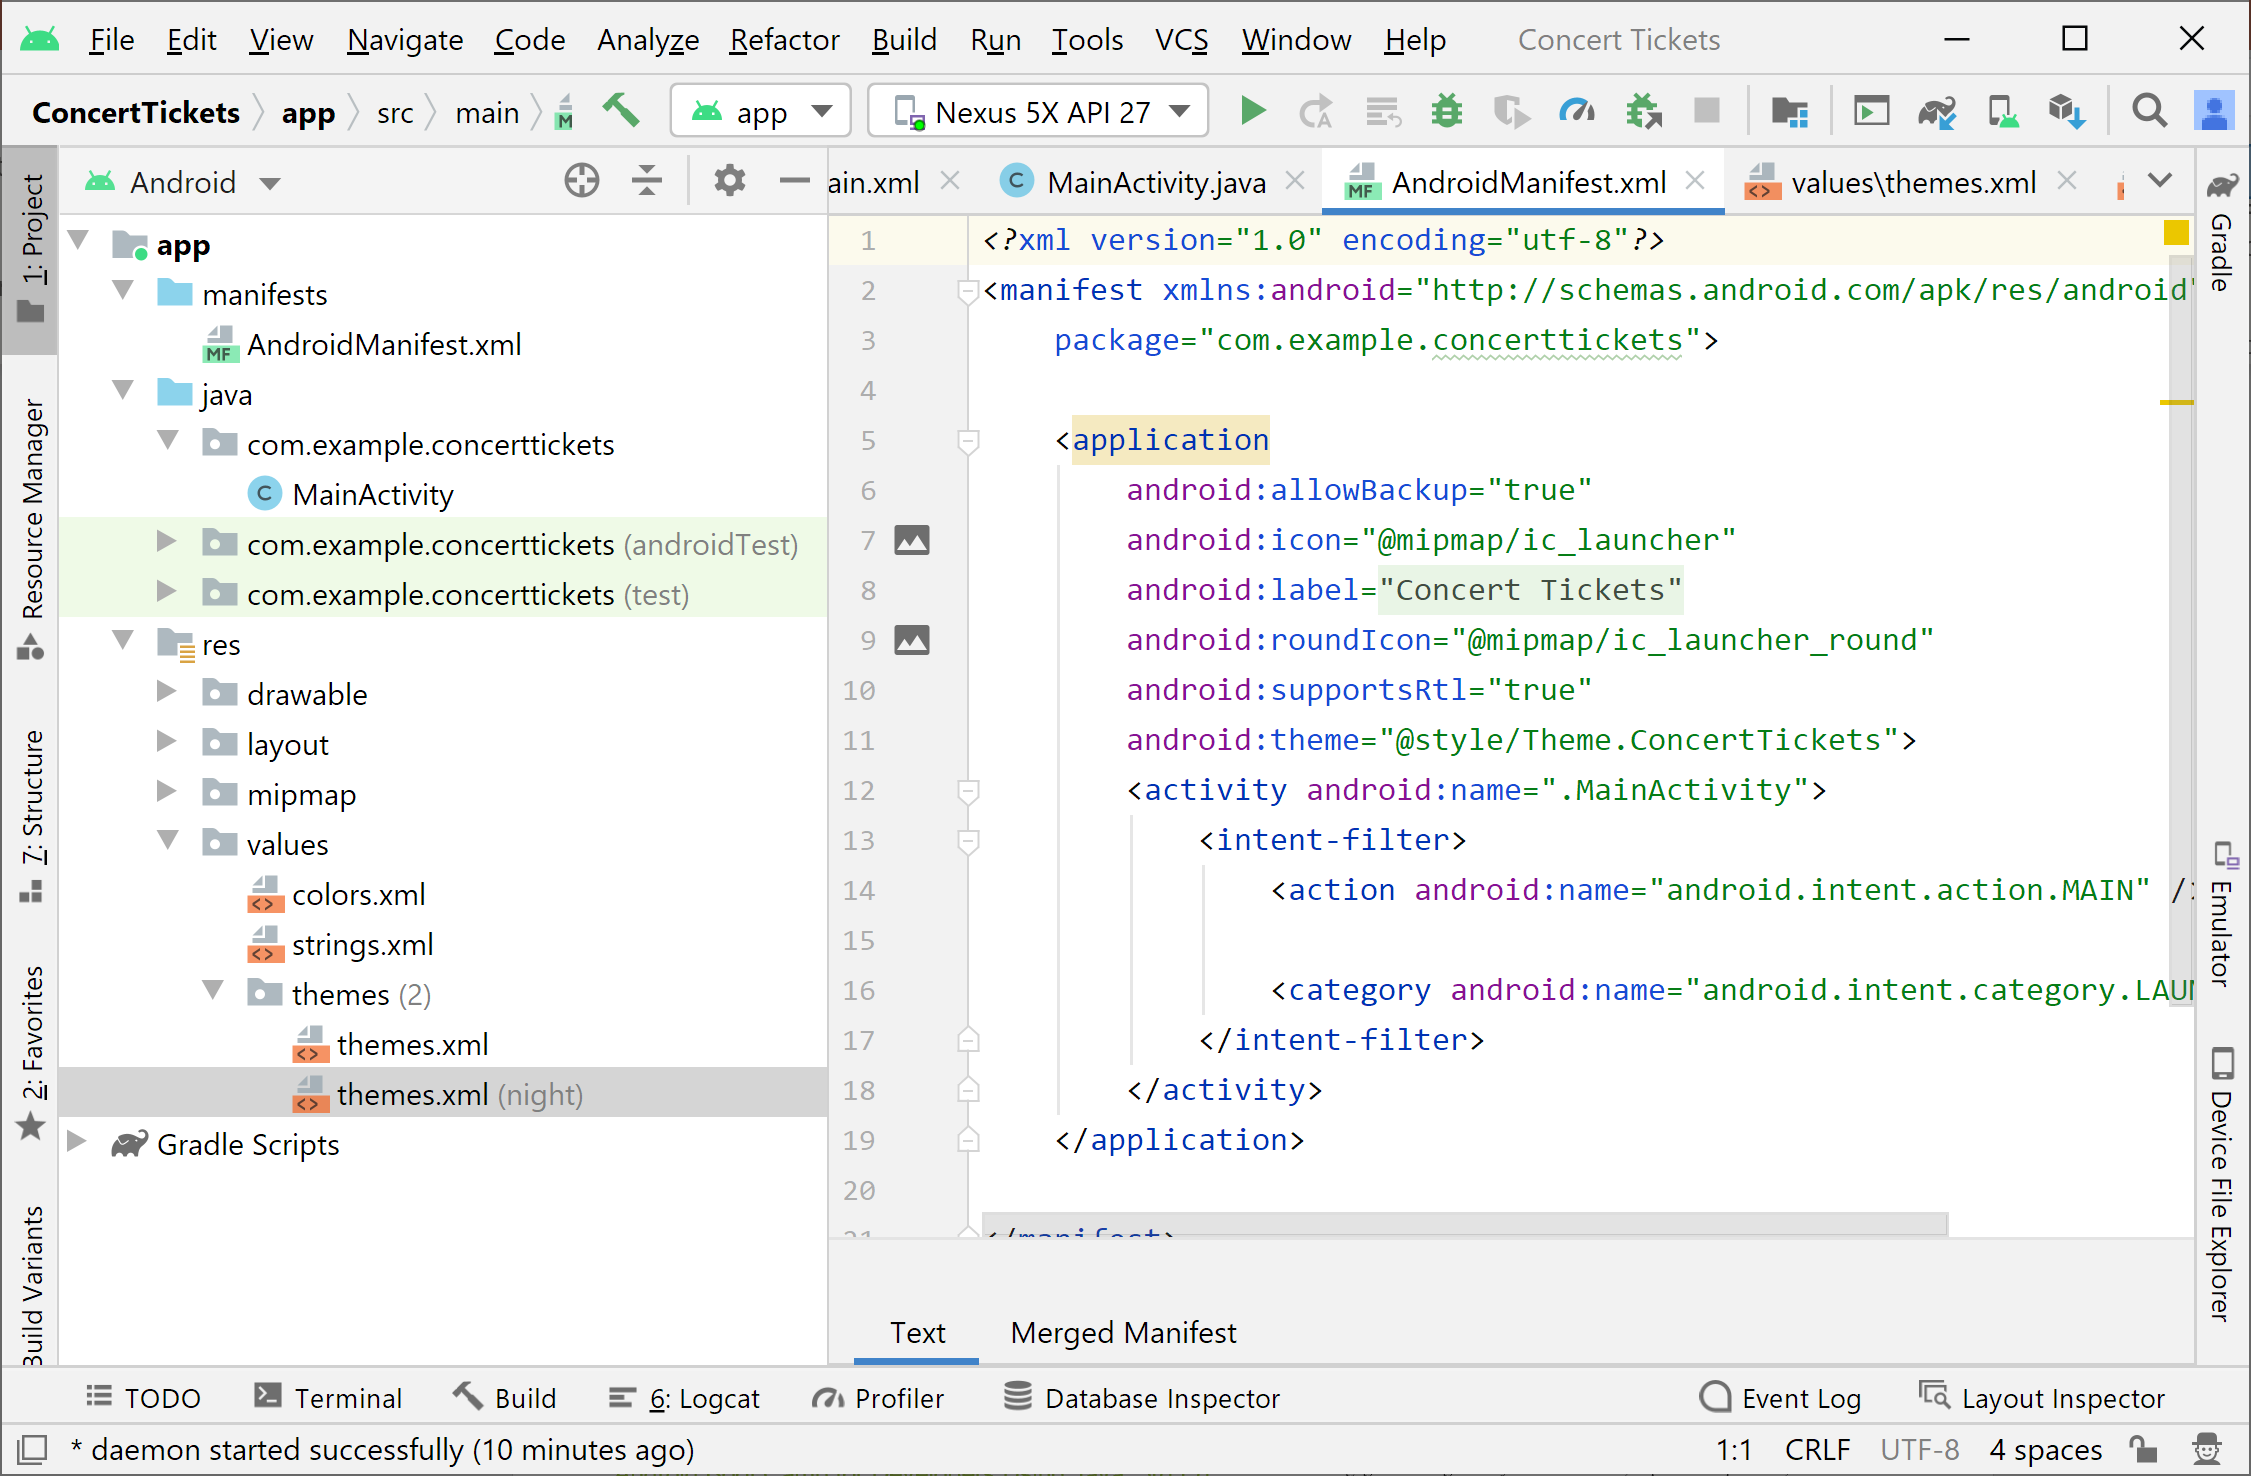 File Edit View Navigate Code Analyze Refactor Build Run Tools VCS Window Help Concert Tickets
ConcertTickets app src main M app Nexus 5X API 27
Android
ain.xml MainActivity.java AndroidManifest.xml values\themes.xml
1: Project
Resource Manager
7: Structure
2: Favorites
Build Variants
app
manifests
AndroidManifest.xml
java
com.example.concerttickets
MainActivity
com.example.concerttickets (androidTest)
com.example.concerttickets (test)
res
drawable
layout
mipmap
values
colors.xml
strings.xml
themes (2)
themes.xml
themes.xml (night)
Gradle Scripts
1 <?xml version="1.0" encoding="utf-8"?>
2 <manifest xmlns:android="http://schemas.android.com/apk/res/android"
3 package="com.example.concerttickets">
4
5 <application
6 android:allowBackup="true"
7 android:icon="@mipmap/ic_launcher"
8 android:label="Concert Tickets"
9 android:roundIcon="@mipmap/ic_launcher_round"
10 android:supportsRtl="true"
11 android:theme="@style/Theme.ConcertTickets">
12 <activity android:name=".MainActivity">
13 <intent-filter>
14 <action android:name="android.intent.action.MAIN" />
15
16 <category android:name="android.intent.category.LAUN
17 </intent-filter>
18 </activity>
19 </application>
20
21 </manifest>
Text Merged Manifest
Gradle
Emulator
Device File Explorer
TODO Terminal Build 6: Logcat Profiler Database Inspector Event Log Layout Inspector
* daemon started successfully (10 minutes ago) 1:1 CRLF UTF-8 4 spaces